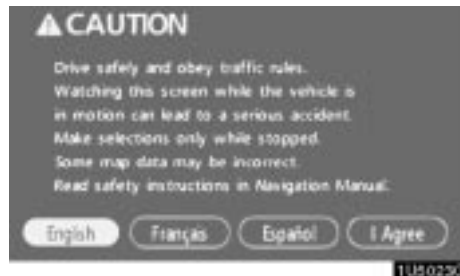 CAUTION
Drive safely and obey traffic rules.
Watching this screen while the vehicle is
in motion can lead to a serious accident.
Make selections only while stopped.
Some map data may be incorrect.
Read safety instructions in Navigation Manual.
English Français Español I Agree
1U5023S